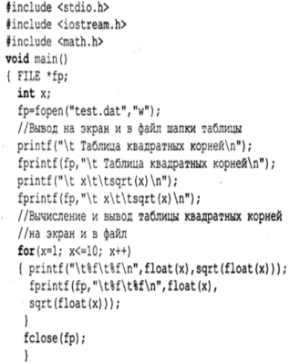 #include <stdio.h>
#include <iostream.h>
#include <math.h>
void main()
{ FILE *fp;
int x;
fp=fopen("test.dat","w");
//Вывод на экран и в файл шапки таблицы
printf("\t Таблица квадратных корней\n");
fprintf(fp,"\t Таблица квадратных корней\n");
printf("\t x\t\tsqrt(x)\n");
fprintf(fp,"\t x\t\tsqrt(x)\n");
//Вычисление и вывод таблицы квадратных корней
//на экран и в файл
for(x=1; x<=10; x++)
{ printf("\t%f\t%f\n",float(x),sqrt(float(x)));
fprintf(fp,"\t%f\t%f\n",float(x),
sqrt(float(x)));
}
fclose(fp);
}